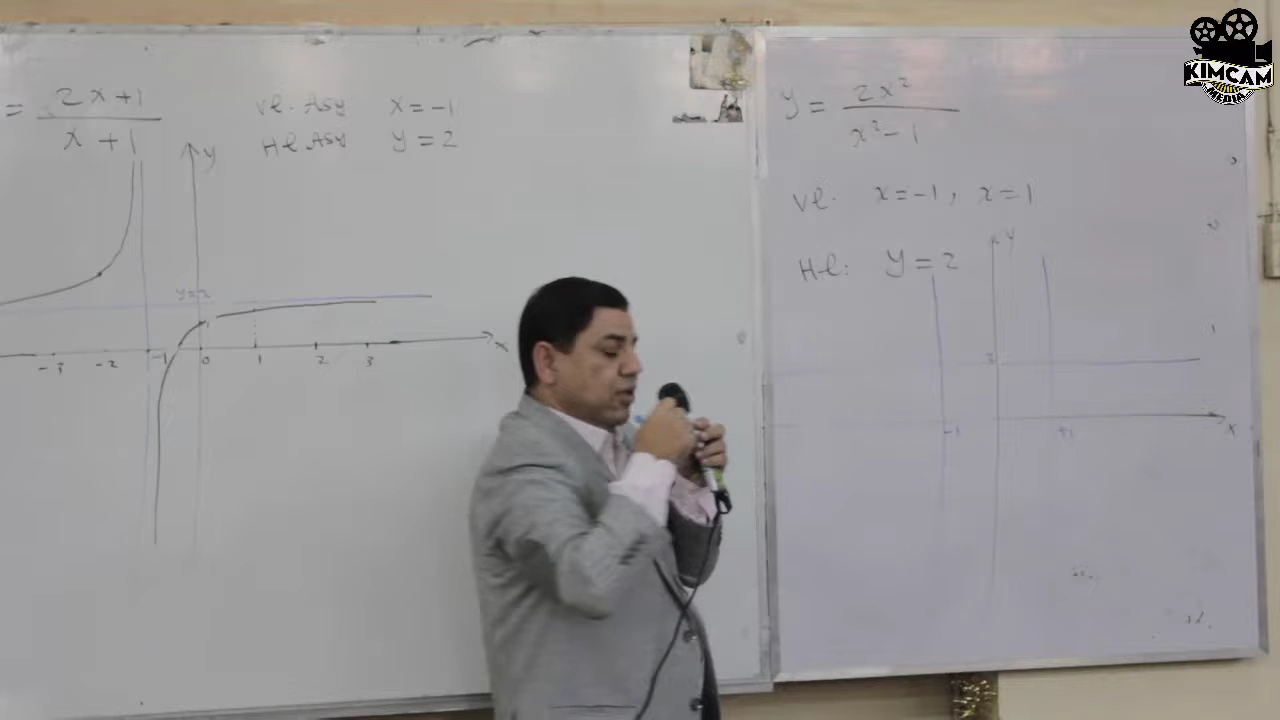 = 2x+1 / x+1
Vl. Asy x = -1
Hl. Asy y = 2
y
y=2
-3 -2 -1 0 1 2 3 x
y = 2x² / x²-1
Vl. x=-1, x=1
Hl: y = 2
y
2
-1 +1 x
KIMCAM
MEDIA